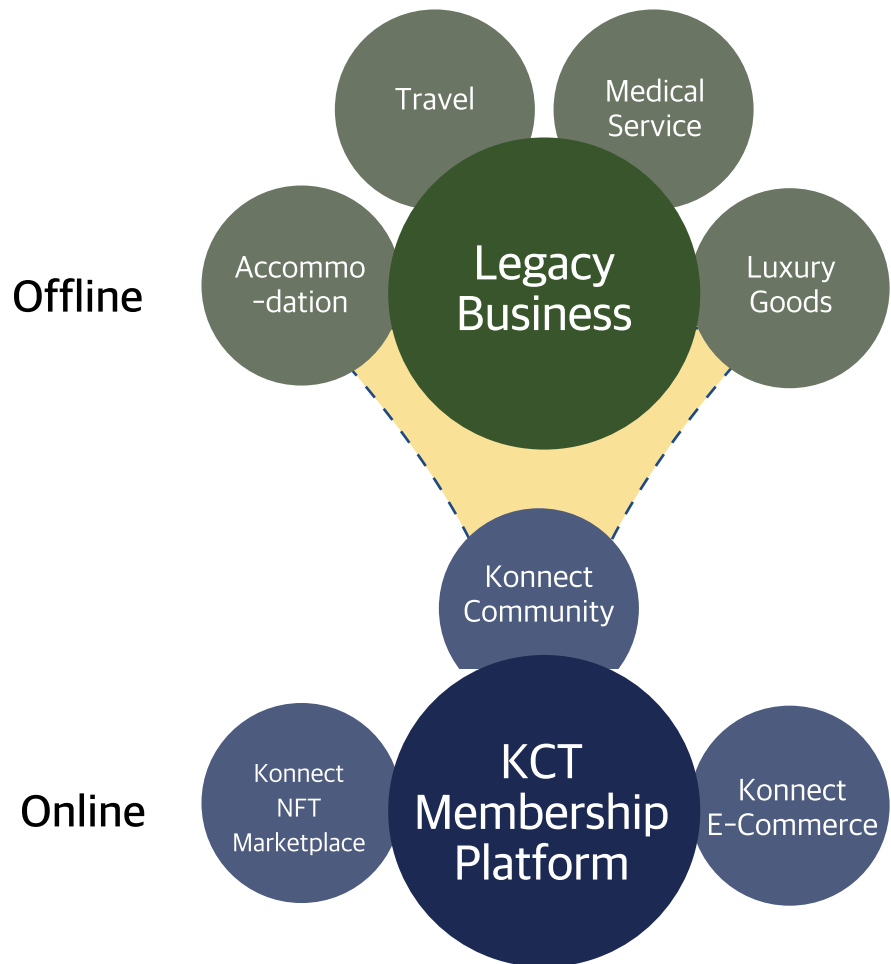 Travel
Medical
Service
Offline
Accommo
-dation
Legacy
Business
Luxury
Goods
Konnect
Community
Online
Konnect
NFT
Marketplace
KCT
Membership
Platform
Konnect
E-Commerce